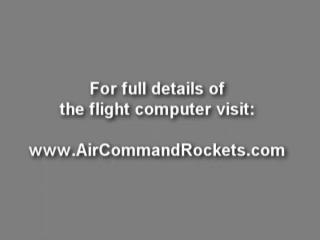 For full details of
the flight computer visit:
www.AirCommandRockets.com